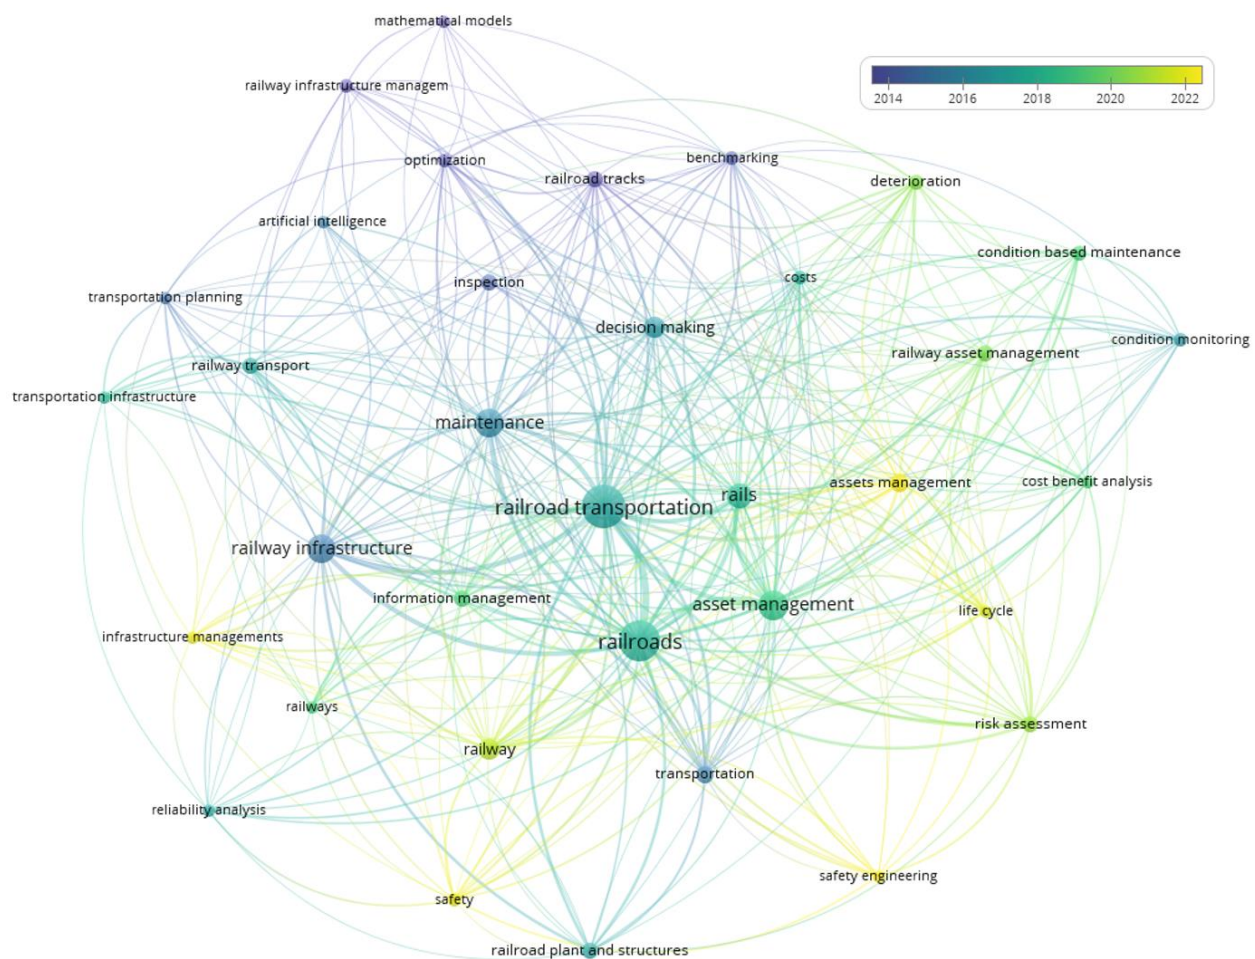 mathematical models
railway infrastructure managem
2014 2016 2018 2020 2022
optimization
benchmarking
railroad tracks
deterioration
artificial intelligence
condition based maintenance
costs
inspection
transportation planning
decision making
condition monitoring
railway asset management
railway transport
transportation infrastructure
maintenance
assets management
cost benefit analysis
rails
railroad transportation
railway infrastructure
information management
asset management
life cycle
infrastructure managements
railroads
railways
risk assessment
railway
transportation
reliability analysis
safety engineering
safety
railroad plant and structures